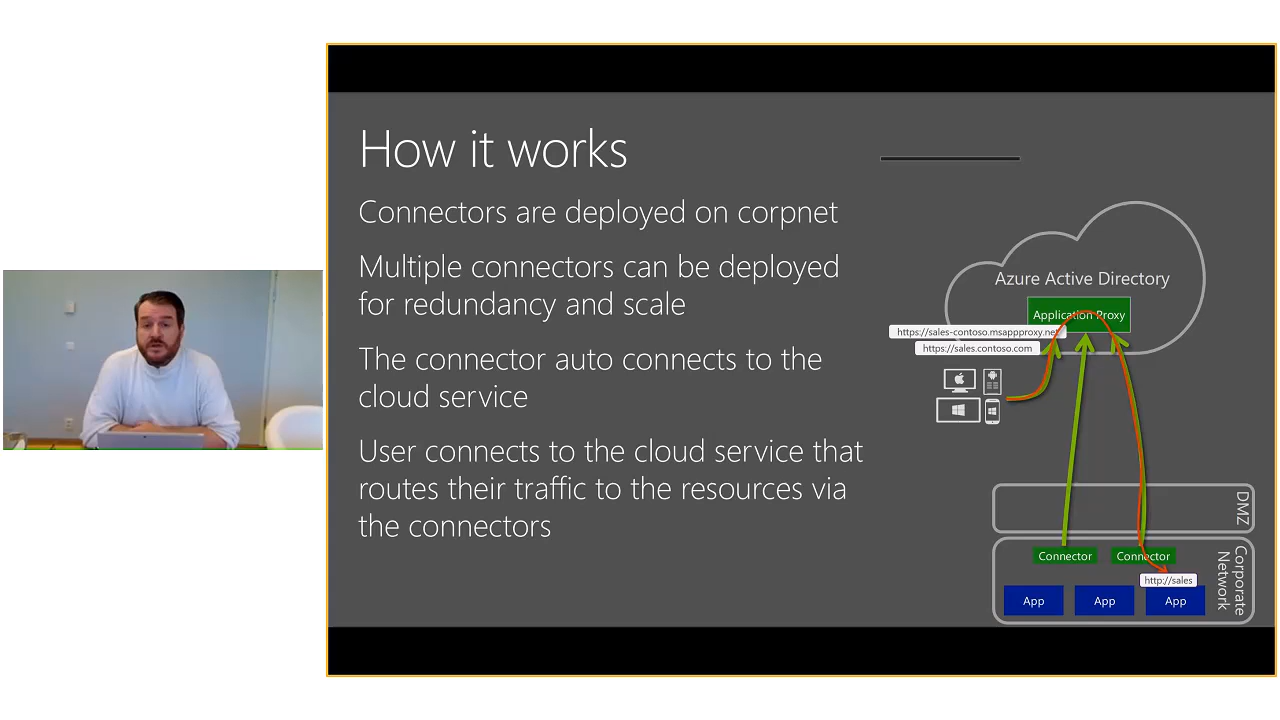 How it works
Connectors are deployed on corpnet
Multiple connectors can be deployed
for redundancy and scale
The connector auto connects to the
cloud service
User connects to the cloud service that
routes their traffic to the resources via
the connectors
Azure Active Directory
Application Proxy
https://sales-contoso.msappproxy.net
https://sales.contoso.com
DMZ
Corporate
Network
Connector
Connector
http://sales
App
App
App